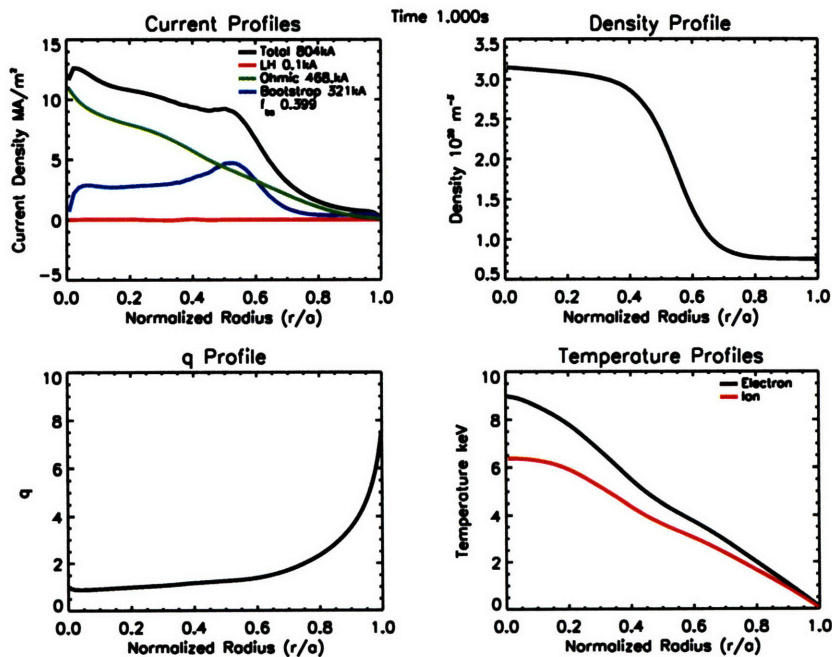 Time 1.000s
Current Profiles
Current Density MA/m²
15
10
5
0
-5
Total 804kA
LH 0.1kA
Ohmic 468.kA
Bootstrap 321kA
f_bs 0.399
0.0 0.2 0.4 0.6 0.8 1.0
Normalized Radius (r/a)
Density Profile
3.5
3.0
2.5
2.0
1.5
1.0
0.5
0.0 0.2 0.4 0.6 0.8 1.0
Normalized Radius (r/a)
q Profile
q
10
8
6
4
2
0
0.0 0.2 0.4 0.6 0.8 1.0
Normalized Radius (r/a)
Temperature Profiles
Temperature keV
10
8
6
4
2
0
Electron
Ion
0.0 0.2 0.4 0.6 0.8 1.0
Normalized Radius (r/a)